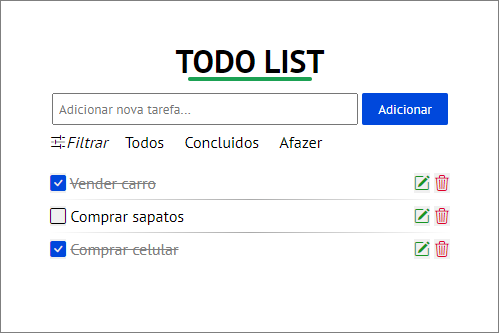 TODO LIST
Adicionar nova tarefa... Adicionar
Filtrar Todos Concluidos Afazer
Vender carro
Comprar sapatos
Comprar celular